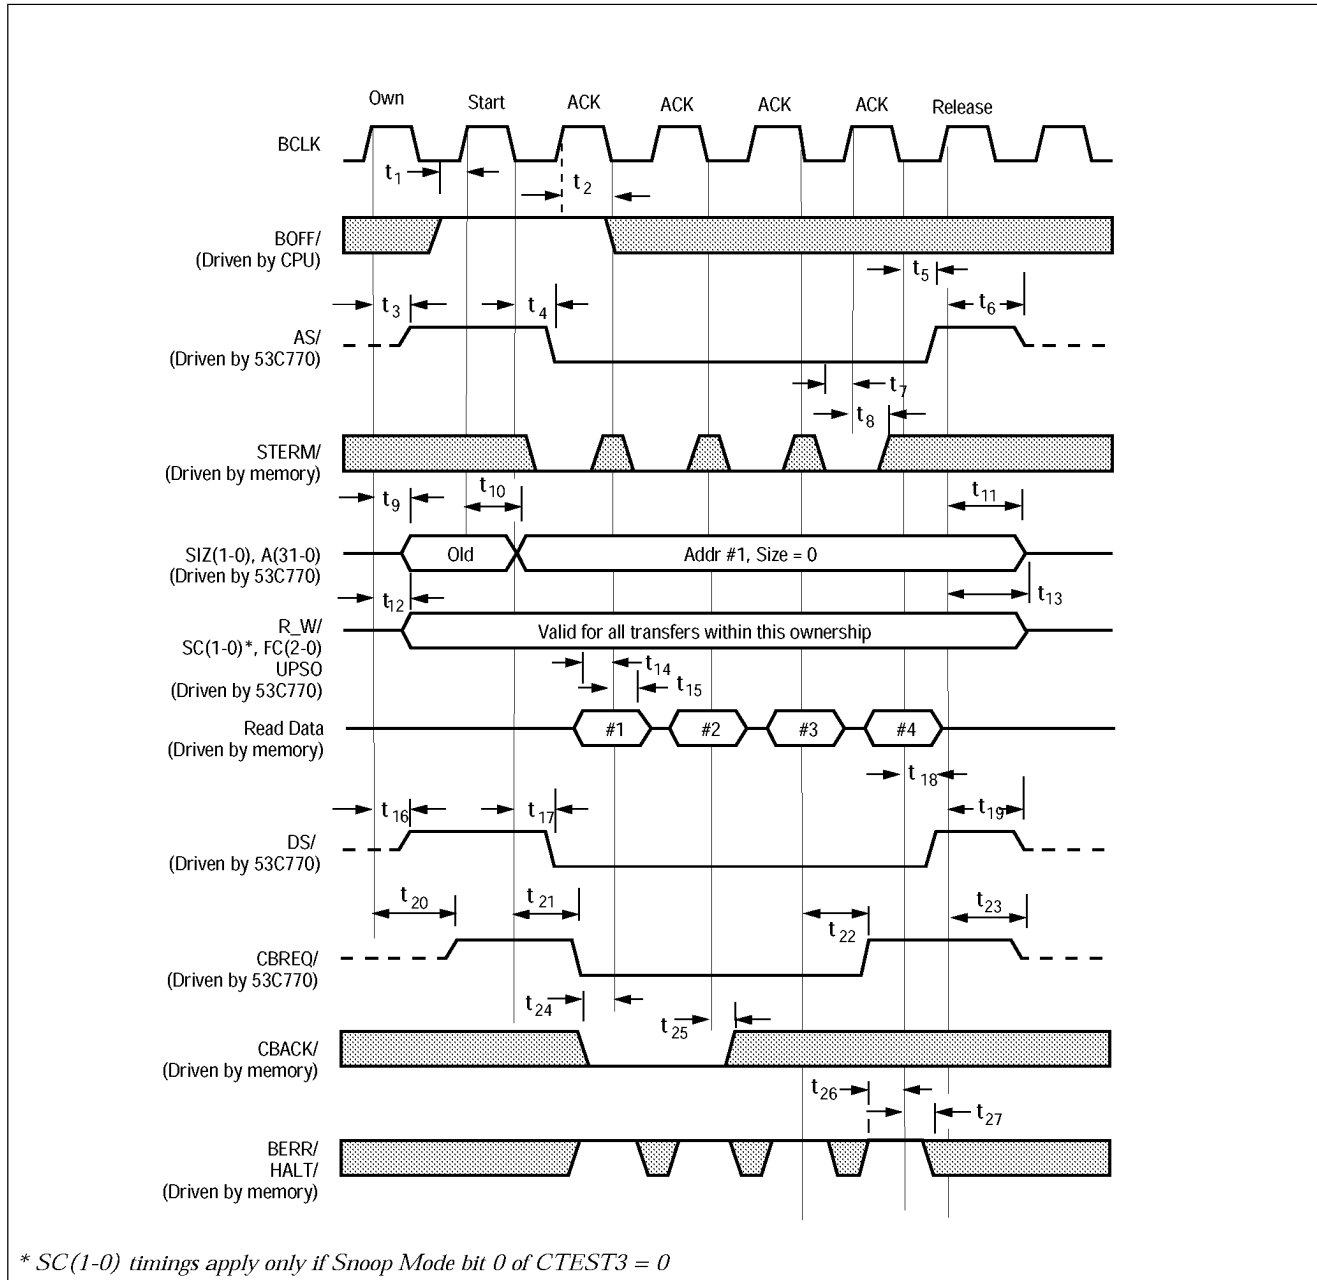 Own Start ACK ACK ACK ACK Release
BCLK
t1
t2
BOFF/
(Driven by CPU)
t5
t3
t4
t6
AS/
(Driven by 53C770)
t7
t8
STERM/
(Driven by memory)
t9
t10
t11
SIZ(1-0), A(31-0)
(Driven by 53C770)
Old
Addr #1, Size = 0
t12
t13
R_W/
SC(1-0)*, FC(2-0)
UPSO
(Driven by 53C770)
Valid for all transfers within this ownership
t14
t15
Read Data
(Driven by memory)
#1 #2 #3 #4
t18
t16
t17
t19
DS/
(Driven by 53C770)
t20
t21
t22
t23
CBREQ/
(Driven by 53C770)
t24
t25
CBACK/
(Driven by memory)
t26
t27
BERR/
HALT/
(Driven by memory)
* SC(1-0) timings apply only if Snoop Mode bit 0 of CTEST3 = 0